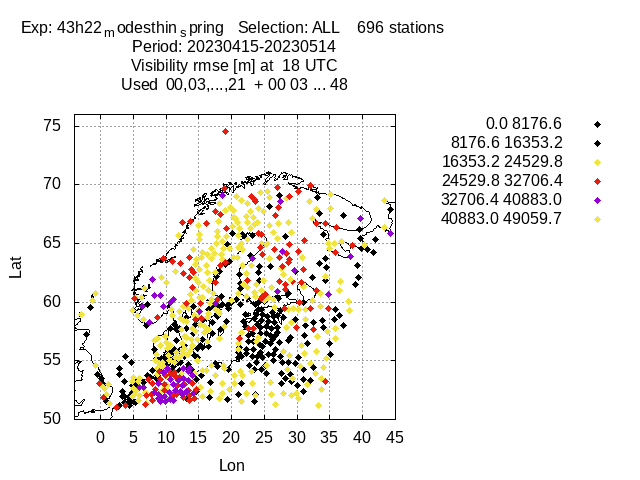 Exp: 43h22modesthinspring Selection: ALL 696 stations
Period: 20230415-20230514
Visibility rmse [m] at 18 UTC
Used 00,03,...,21 + 00 03 ... 48
0.0 8176.6
8176.6 16353.2
16353.2 24529.8
24529.8 32706.4
32706.4 40883.0
40883.0 49059.7
75
70
65
60
55
50
Lat
0 5 10 15 20 25 30 35 40 45
Lon